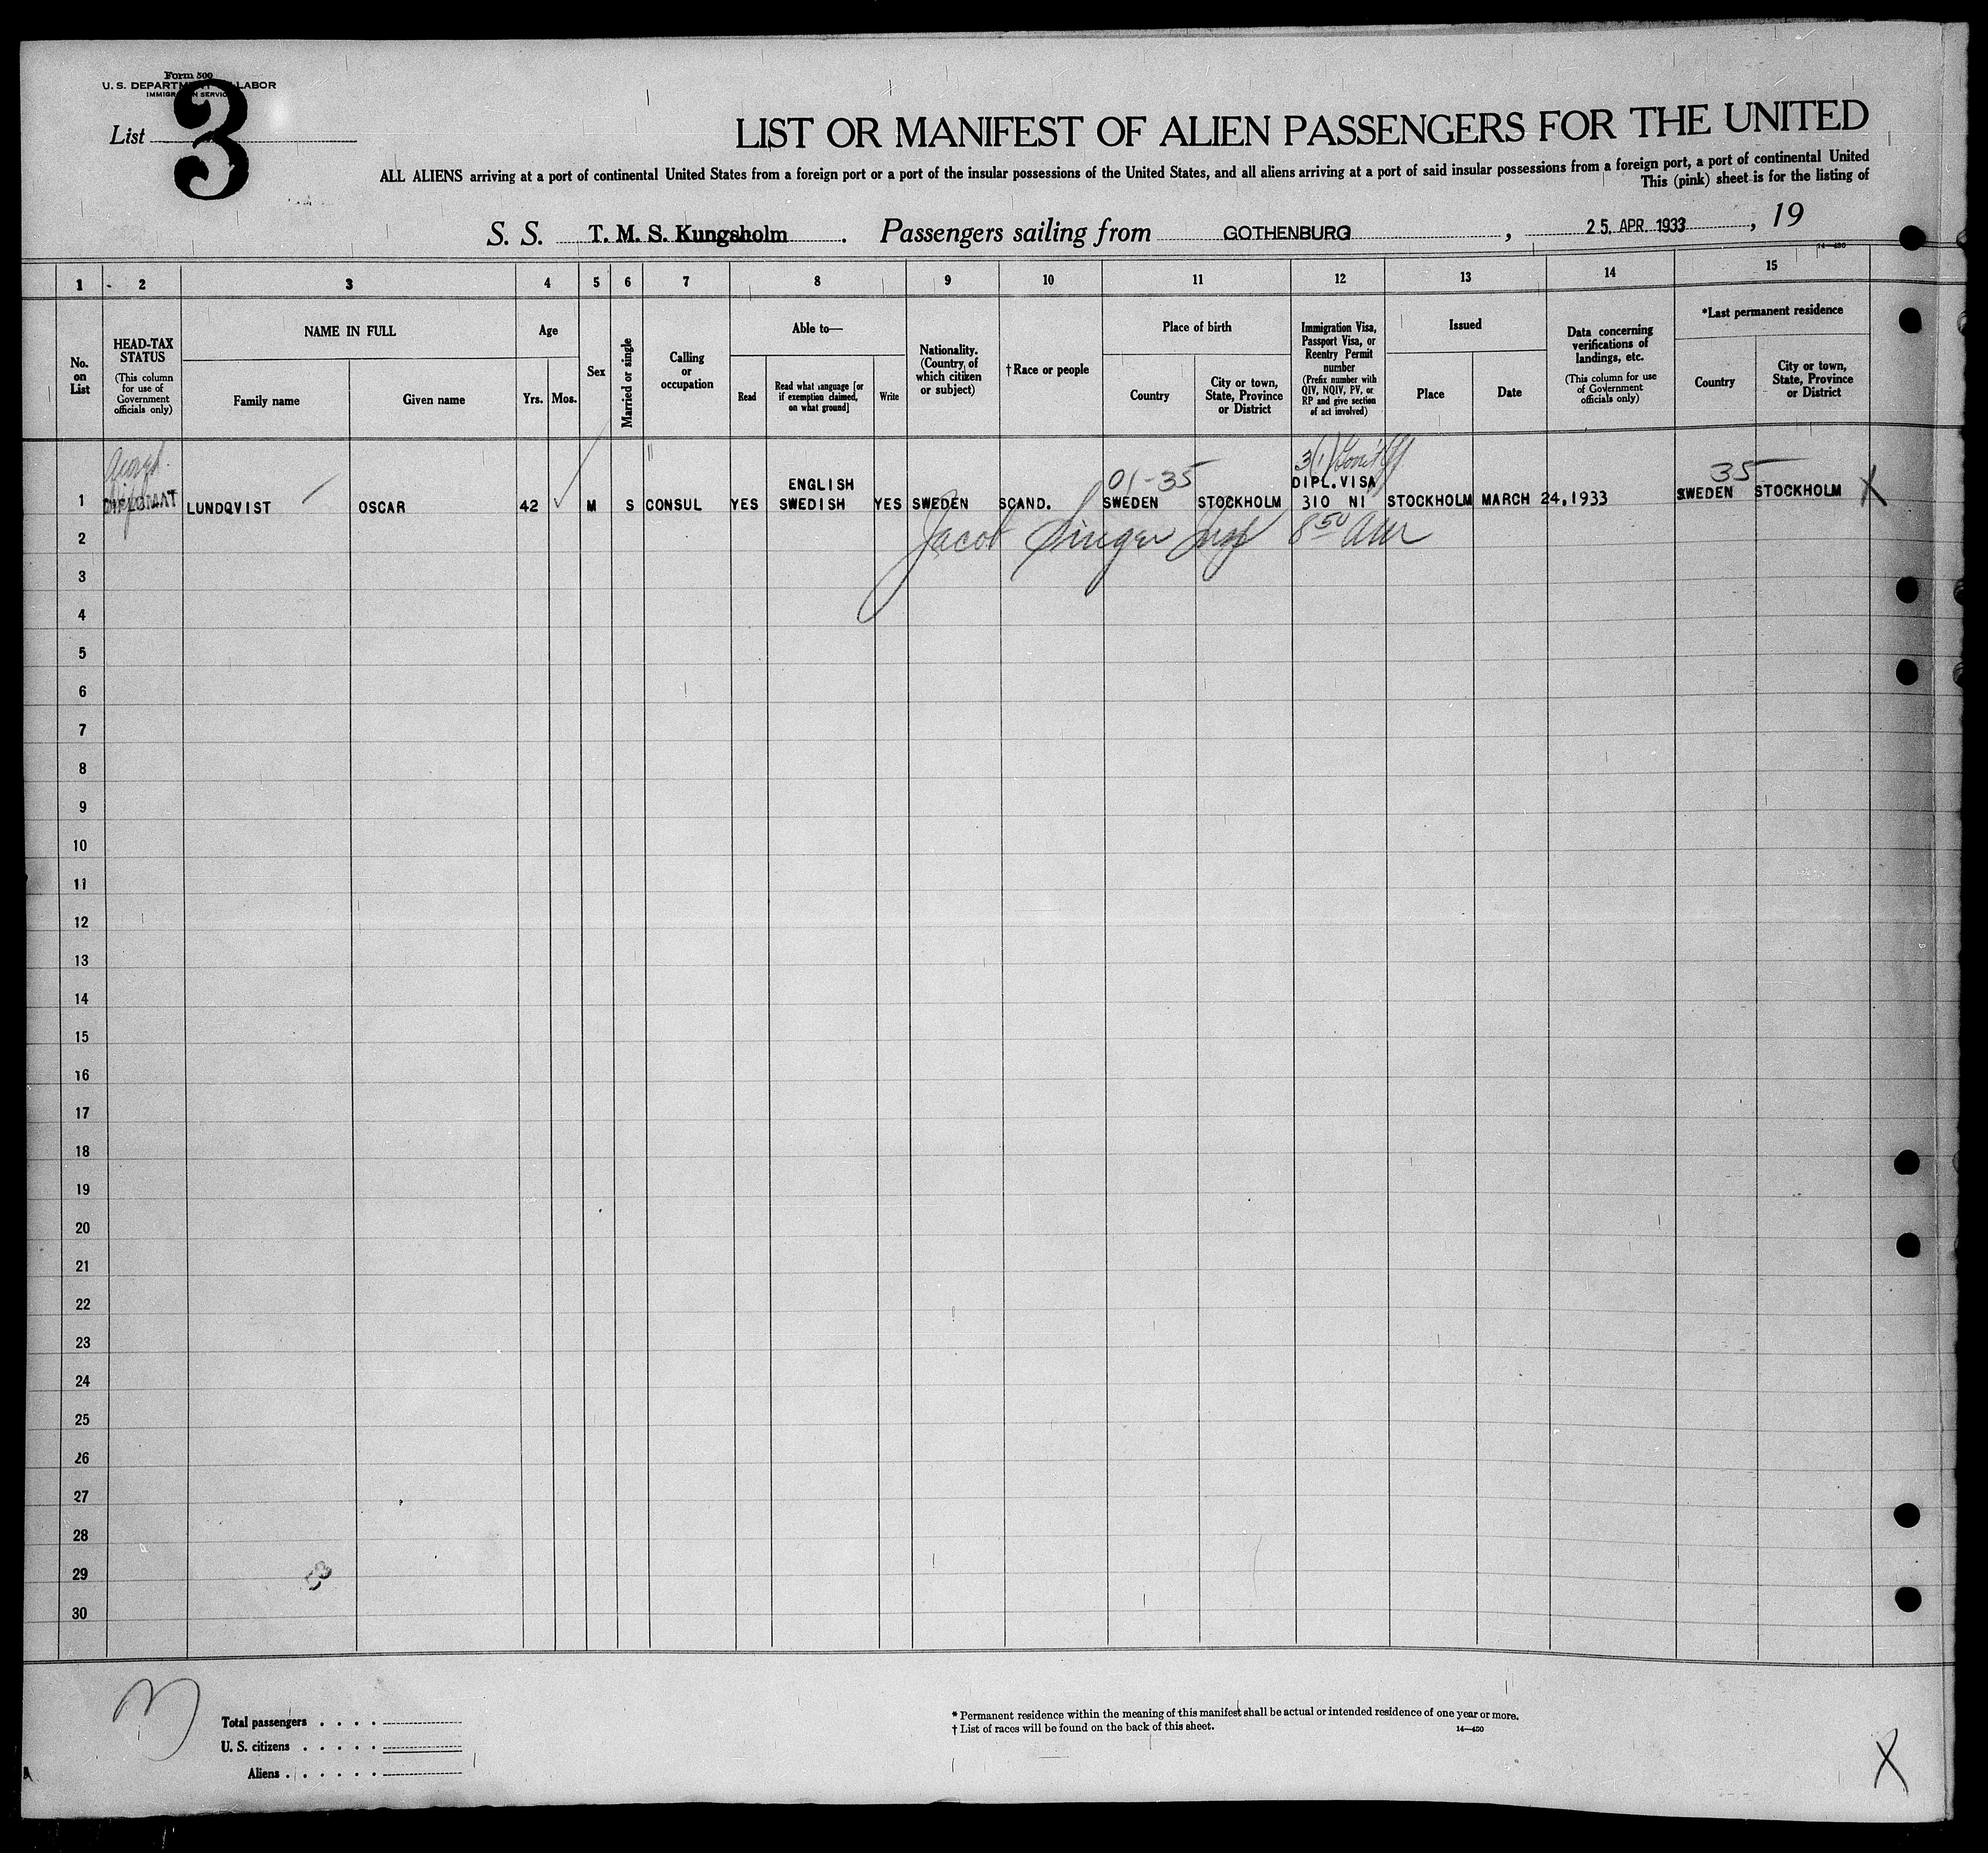 Form 500
U. S. DEPARTMENT OF LABOR
IMMIGRATION SERVICE
List 3
LIST OR MANIFEST OF ALIEN PASSENGERS FOR THE UNITED
ALL ALIENS arriving at a port of continental United States from a foreign port or a port of the insular possessions of the United States, and all aliens arriving at a port of said insular possessions from a foreign port, a port of continental United
This (pink) sheet is for the listing of
S. S. T. M. S. Kungsholm. Passengers sailing from GOTHENBURG, 25. APR. 1933, 19
14—430
1 2 3 4 5 6 7 8 9 10 11 12 13 14 15
No. on List
HEAD-TAX STATUS
(This column for use of Government officials only)
NAME IN FULL
Family name
Given name
Age
Yrs. Mos.
Sex
Married or single
Calling or occupation
Able to—
Read
Read what language [or if exemption claimed, on what ground]
Write
Nationality. (Country of which citizen or subject)
†Race or people
Place of birth
Country
City or town, State, Province or District
Immigration Visa, Passport Visa, or Reentry Permit number
(Prefix number with QIV, NQIV, PV, or RP and give section of act involved)
Issued
Place
Date
Data concerning verifications of landings, etc.
(This column for use of Government officials only)
*Last permanent residence
Country
City or town, State, Province or District
3(1) Gov't Off
01-35
35
ENGLISH
DIPL.VISA
1 DIPLOMAT LUNDQVIST OSCAR 42 M S CONSUL YES SWEDISH YES SWEDEN SCAND. SWEDEN STOCKHOLM 310 NI STOCKHOLM MARCH 24.1933 SWEDEN STOCKHOLM X
2 Jacob Singer Insp 8 50 AM
3
4
5
6
7
8
9
10
11
12
13
14
15
16
17
18
19
20
21
22
23
24
25
26
27
28
29
30
Total passengers . . . .
U. S. citizens . . . . .
Aliens . . . . . .
* Permanent residence within the meaning of this manifest shall be actual or intended residence of one year or more.
† List of races will be found on the back of this sheet.
14—430
X